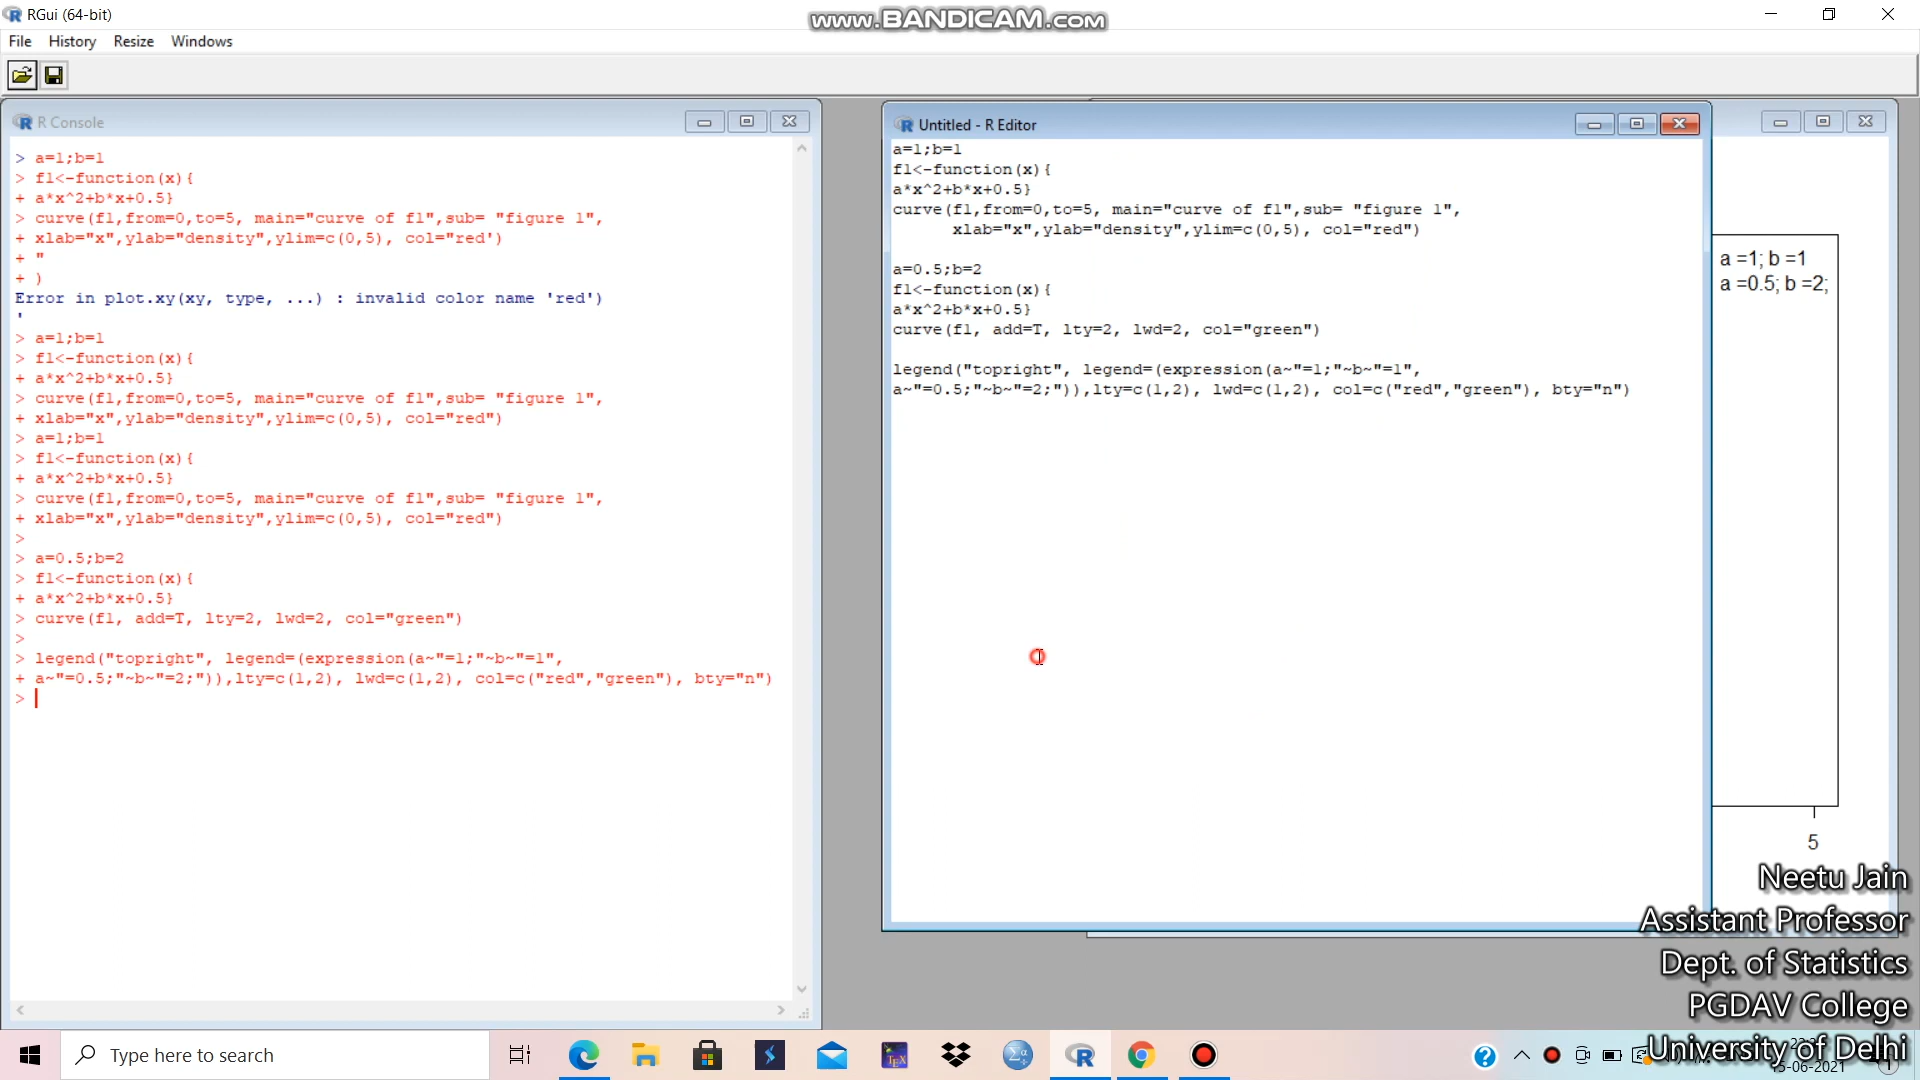 RGui (64-bit)
www.BANDICAM.com
File History Resize Windows
R Console
> a=1;b=1
> f1<-function(x){
+ a*x^2+b*x+0.5}
> curve(f1,from=0,to=5, main="curve of f1",sub= "figure 1",
+ xlab="x",ylab="density",ylim=c(0,5), col="red')
+ "
+ )
Error in plot.xy(xy, type, ...) : invalid color name 'red')
'
> a=1;b=1
> f1<-function(x){
+ a*x^2+b*x+0.5}
> curve(f1,from=0,to=5, main="curve of f1",sub= "figure 1",
+ xlab="x",ylab="density",ylim=c(0,5), col="red")
> a=1;b=1
> f1<-function(x){
+ a*x^2+b*x+0.5}
> curve(f1,from=0,to=5, main="curve of f1",sub= "figure 1",
+ xlab="x",ylab="density",ylim=c(0,5), col="red")
>
> a=0.5;b=2
> f1<-function(x){
+ a*x^2+b*x+0.5}
> curve(f1, add=T, lty=2, lwd=2, col="green")
>
> legend("topright", legend=(expression(a~"=1;"~b~"=1",
+ a~"=0.5;"~b~"=2;")),lty=c(1,2), lwd=c(1,2), col=c("red","green"), bty="n")
>
Untitled - R Editor
a=1;b=1
f1<-function(x){
a*x^2+b*x+0.5}
curve(f1,from=0,to=5, main="curve of f1",sub= "figure 1",
xlab="x",ylab="density",ylim=c(0,5), col="red")
a=0.5;b=2
f1<-function(x){
a*x^2+b*x+0.5}
curve(f1, add=T, lty=2, lwd=2, col="green")
legend("topright", legend=(expression(a~"=1;"~b~"=1",
a~"=0.5;"~b~"=2;")),lty=c(1,2), lwd=c(1,2), col=c("red","green"), bty="n")
a =1; b =1
a =0.5; b =2;
5
Neetu Jain
Assistant Professor
Dept. of Statistics
PGDAV College
University of Delhi
Type here to search
15-06-2021